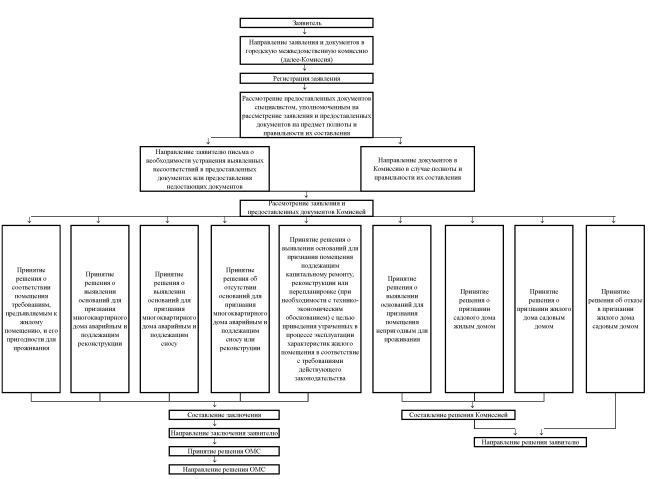 Заявитель
Направление заявления и документов в
городскую межведомственную комиссию
(далее-Комиссия)
Регистрация заявления
Рассмотрение предоставленных документов
специалистом, уполномоченным на
рассмотрение заявления и предоставленных
документов на предмет полноты и
правильности их составления
Направление заявителю письма о
необходимости устранения выявленных
несоответствий в предоставленных
документах или предоставления
недостающих документов
Направление документов в
Комиссию в случае полноты и
правильности их составления
Рассмотрение заявления и
предоставленных документов Комисией
Принятие
решения о
соответствии
помещения
требованиям,
предъявляемым к
жилому
помещению, и его
пригодности для
проживания
Принятие
решения о
выявлении
оснований для
признания
многоквартирного
дома аварийным и
подлежащим
реконструкции
Принятие
решения о
выявлении
оснований для
признания
многоквартирного
дома аварийным и
подлежащим
сносу
Принятие
решения об
отсутствии
оснований для
признания
многоквартирного
дома аварийным и
подлежащим
сносу или
реконструкции
Принятие решения о
выявлении оснований для
признания помещения
подлежащим
капитальному ремонту,
реконструкции или
перепланировке (при
необходимости с технико-
экономическим
обоснованием) с целью
приведения утраченных в
процессе эксплуатации
характеристик жилого
помещения в соответствие
с требованиями
действующего
законодательства
Принятие
решения о
выявлении
оснований для
признания
помещения
непригодным для
проживания
Принятие
решения о
признании
садового дома
жилым домом
Принятие
решения о
признании жилого
дома садовым
домом
Принятие
решения об отказе
в признании
жилого дома
садовым домом
Составление заключения
Направление заключения заявителю
Принятие решения ОМС
Направление решения ОМС
Составление решения Комиссией
Направление решения заявителю